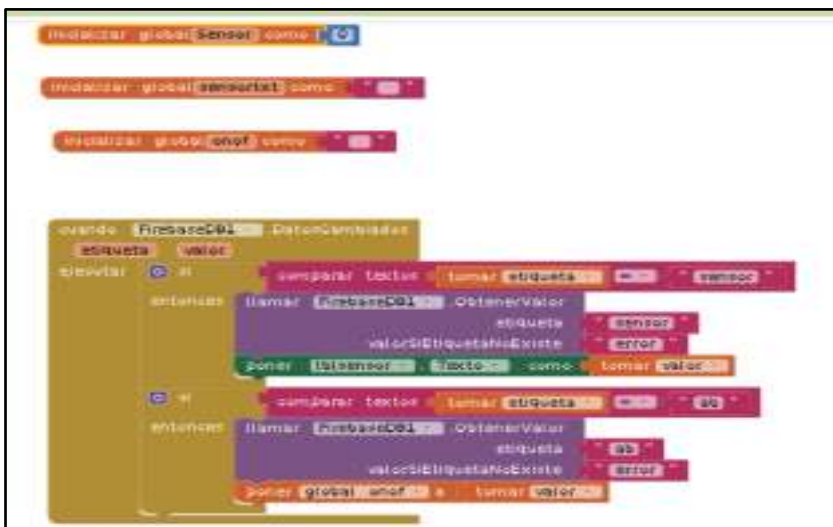 inicializar global Sensor como 0
inicializar global sensortxt como " "
inicializar global onof como " "
cuando FirebaseDB1 .DatosCambiados
etiqueta valor
ejecutar si comparar textos tomar etiqueta = " sensor "
entonces llamar FirebaseDB1 .ObtenerValor
etiqueta " sensor "
valorSiEtiquetaNoExiste " error "
poner lblsensor . Texto como tomar valor
si comparar textos tomar etiqueta = " ab "
entonces llamar FirebaseDB1 .ObtenerValor
etiqueta " ab "
valorSiEtiquetaNoExiste " error "
poner global onof a tomar valor